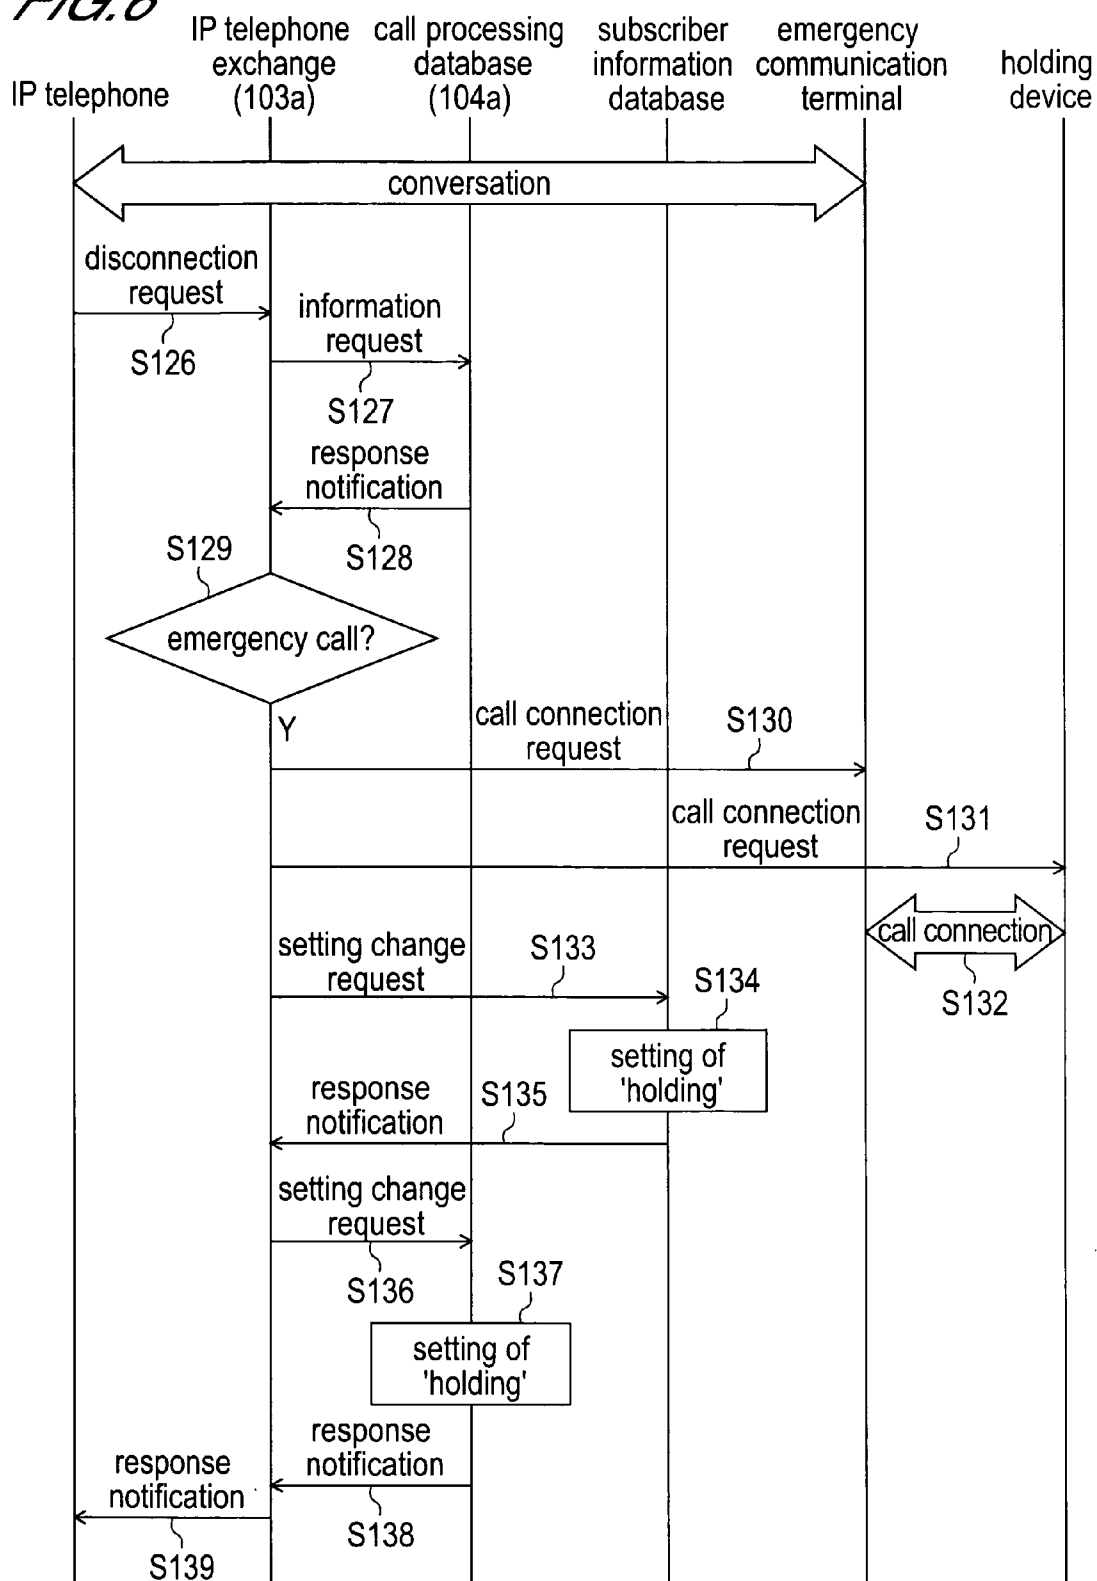 FIG.6
IP telephone
IP telephone
exchange
(103a)
call processing
database
(104a)
subscriber
information
database
emergency
communication
terminal
holding
device
conversation
disconnection
request
S126
information
request
S127
response
notification
S128
S129
emergency call?
Y
call connection
request
S130
call connection
request
S131
call connection
S132
setting change
request
S133
S134
setting of
'holding'
response
notification
S135
setting change
request
S136
S137
setting of
'holding'
response
notification
S138
response
notification
S139